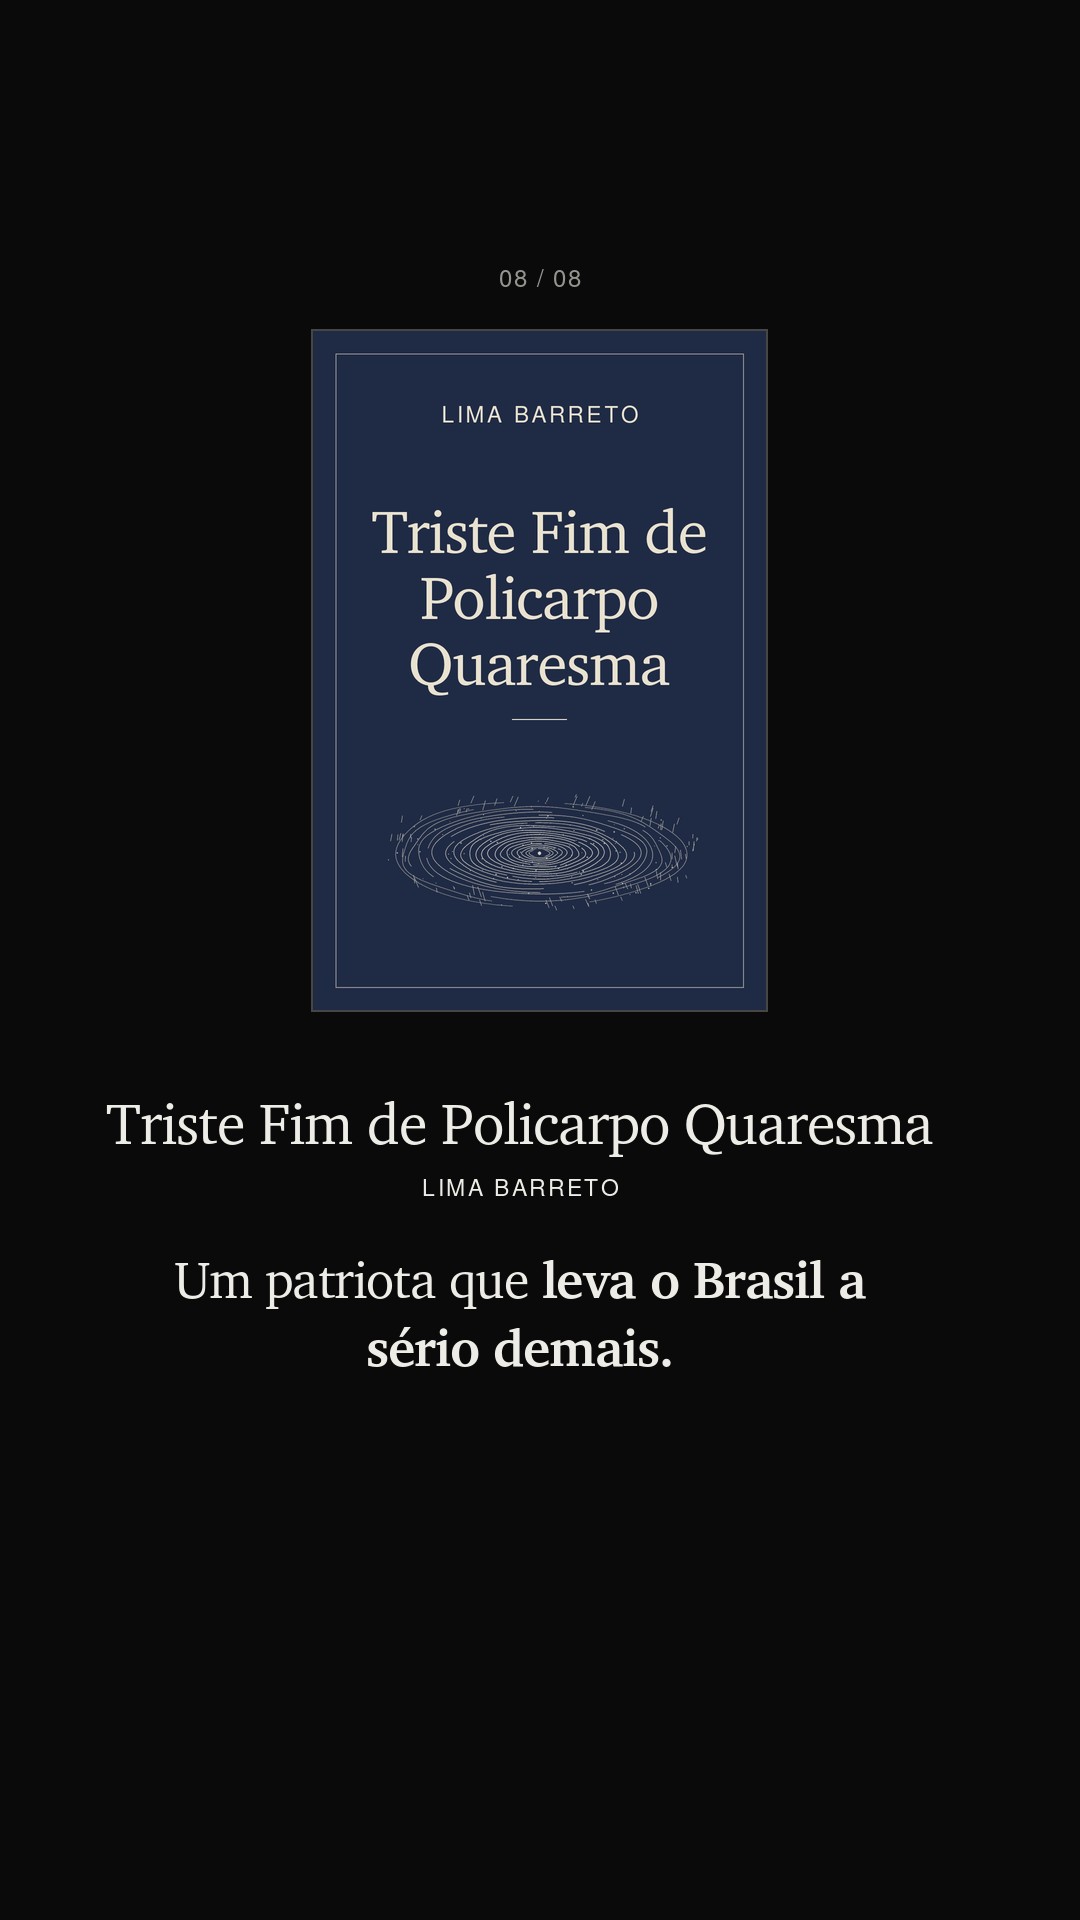 08 / 08
LIMA BARRETO
Triste Fim de
Policarpo
Quaresma
Triste Fim de Policarpo Quaresma
LIMA BARRETO
Um patriota que leva o Brasil a
sério demais.